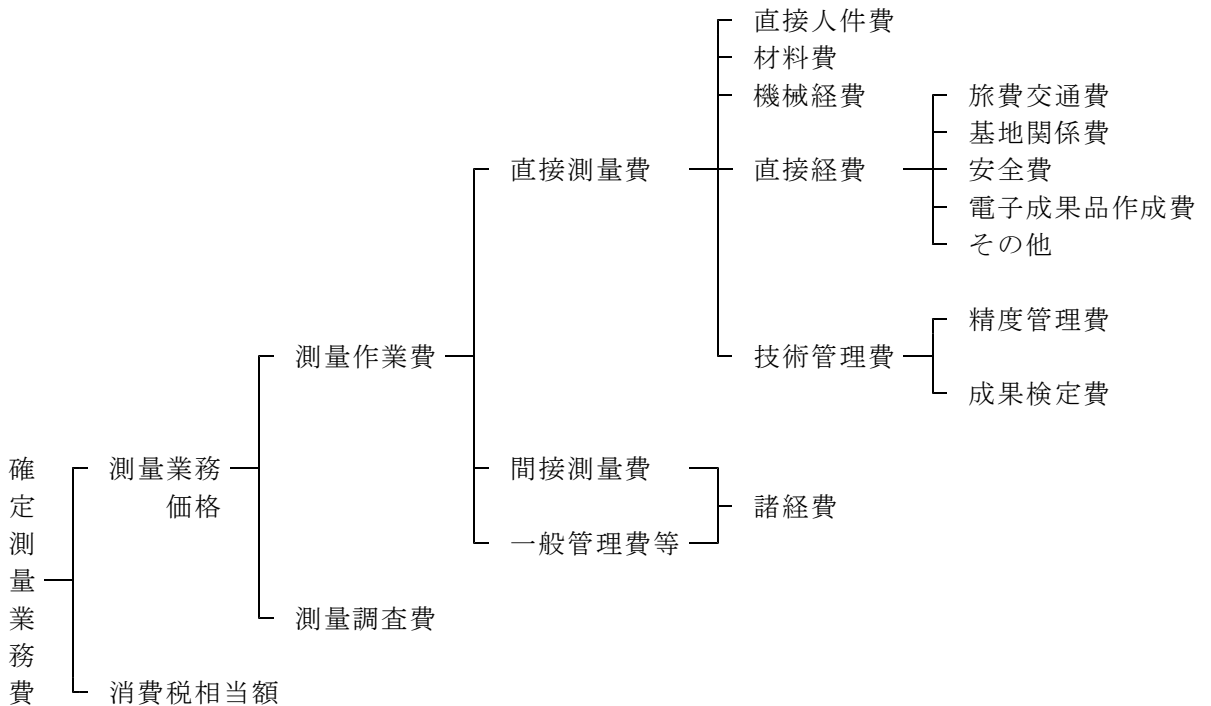 直接人件費
材料費
機械経費
旅費交通費
基地関係費
直接測量費
直接経費
安全費
電子成果品作成費
その他
精度管理費
測量作業費
技術管理費
成果検定費
確定測量業務費
測量業務
価格
間接測量費
諸経費
一般管理費等
測量調査費
消費税相当額